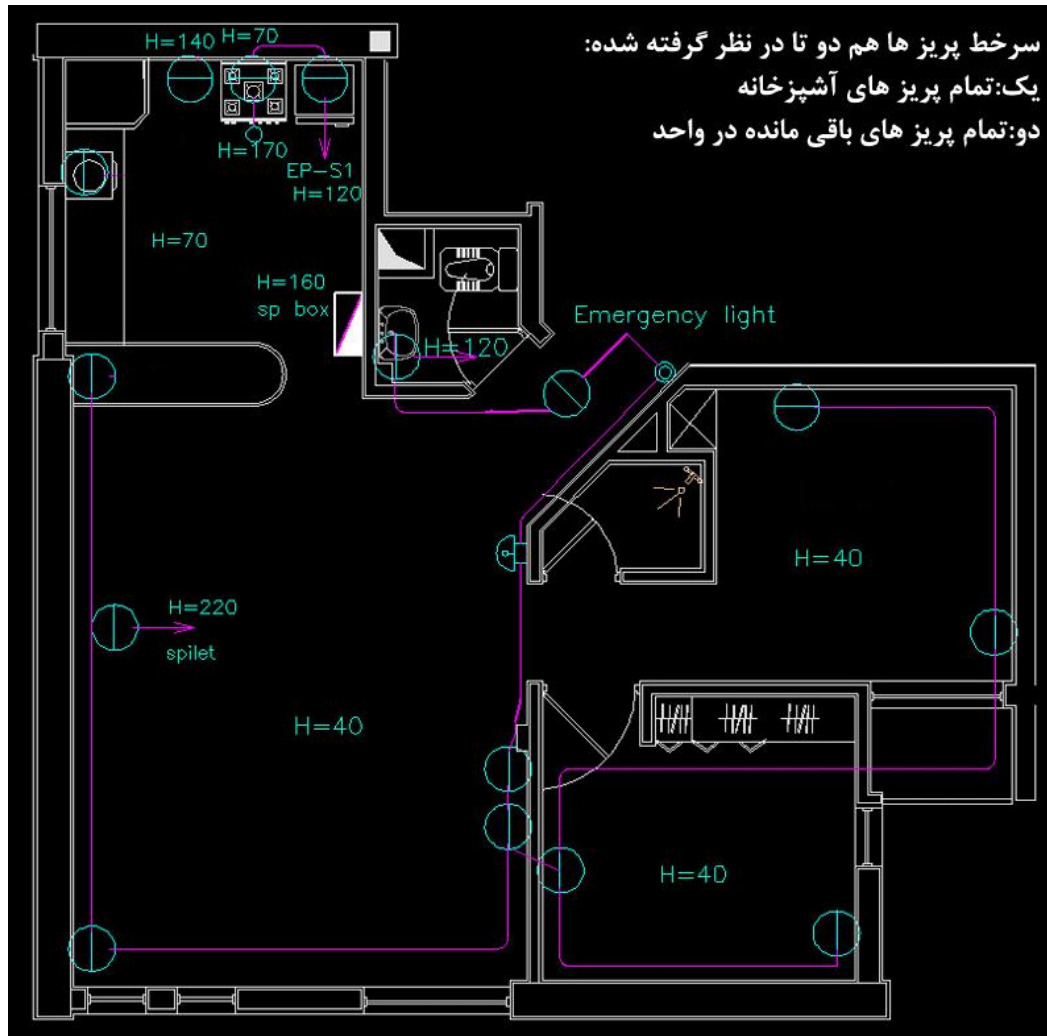 سرخط پریز ها هم دو تا در نظر گرفته شده:
یک:تمام پریز های آشپزخانه
دو:تمام پریز های باقی مانده در واحد
H=140
H=70
H=170
EP-S1
H=120
H=70
H=160
sp box
H=120
Emergency light
H=40
H=220
spilet
H=40
H=40